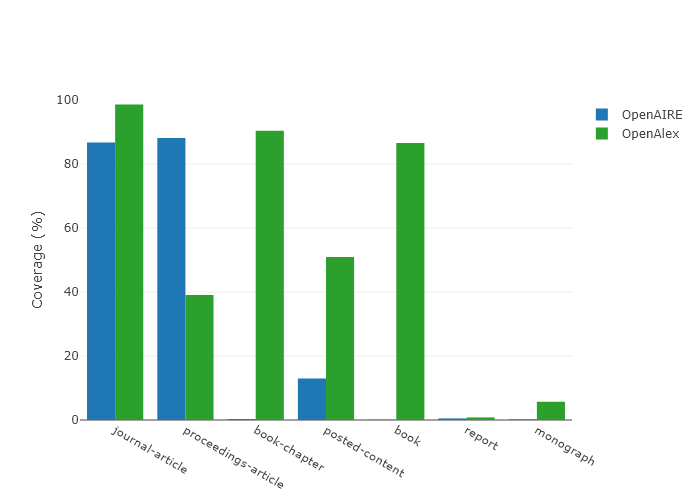 100
80
60
40
20
0
Coverage (%)
journal-article
proceedings-article
book-chapter
posted-content
book
report
monograph
OpenAIRE
OpenAlex